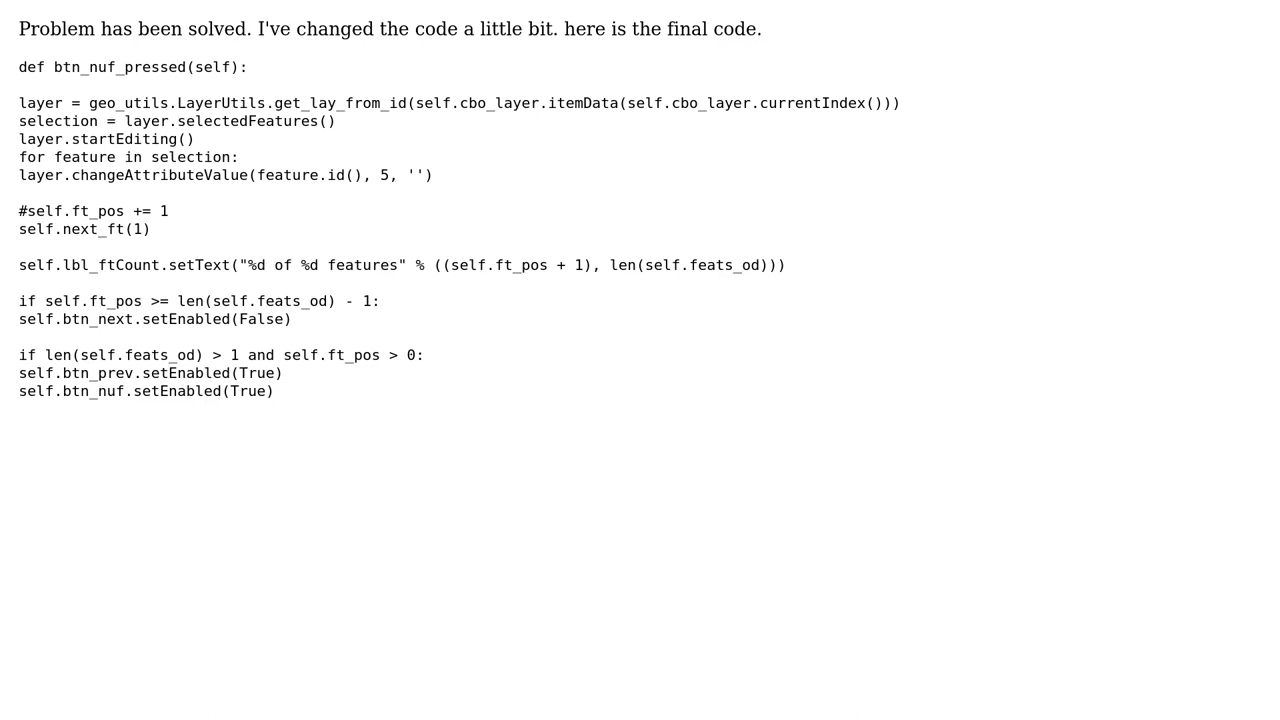 Problem has been solved. I've changed the code a little bit. here is the final code.
def btn_nuf_pressed(self):
layer = geo_utils.LayerUtils.get_lay_from_id(self.cbo_layer.itemData(self.cbo_layer.currentIndex()))
selection = layer.selectedFeatures()
layer.startEditing()
for feature in selection:
layer.changeAttributeValue(feature.id(), 5, '')
#self.ft_pos += 1
self.next_ft(1)
self.lbl_ftCount.setText("%d of %d features" % ((self.ft_pos + 1), len(self.feats_od)))
if self.ft_pos >= len(self.feats_od) - 1:
self.btn_next.setEnabled(False)
if len(self.feats_od) > 1 and self.ft_pos > 0:
self.btn_prev.setEnabled(True)
self.btn_nuf.setEnabled(True)